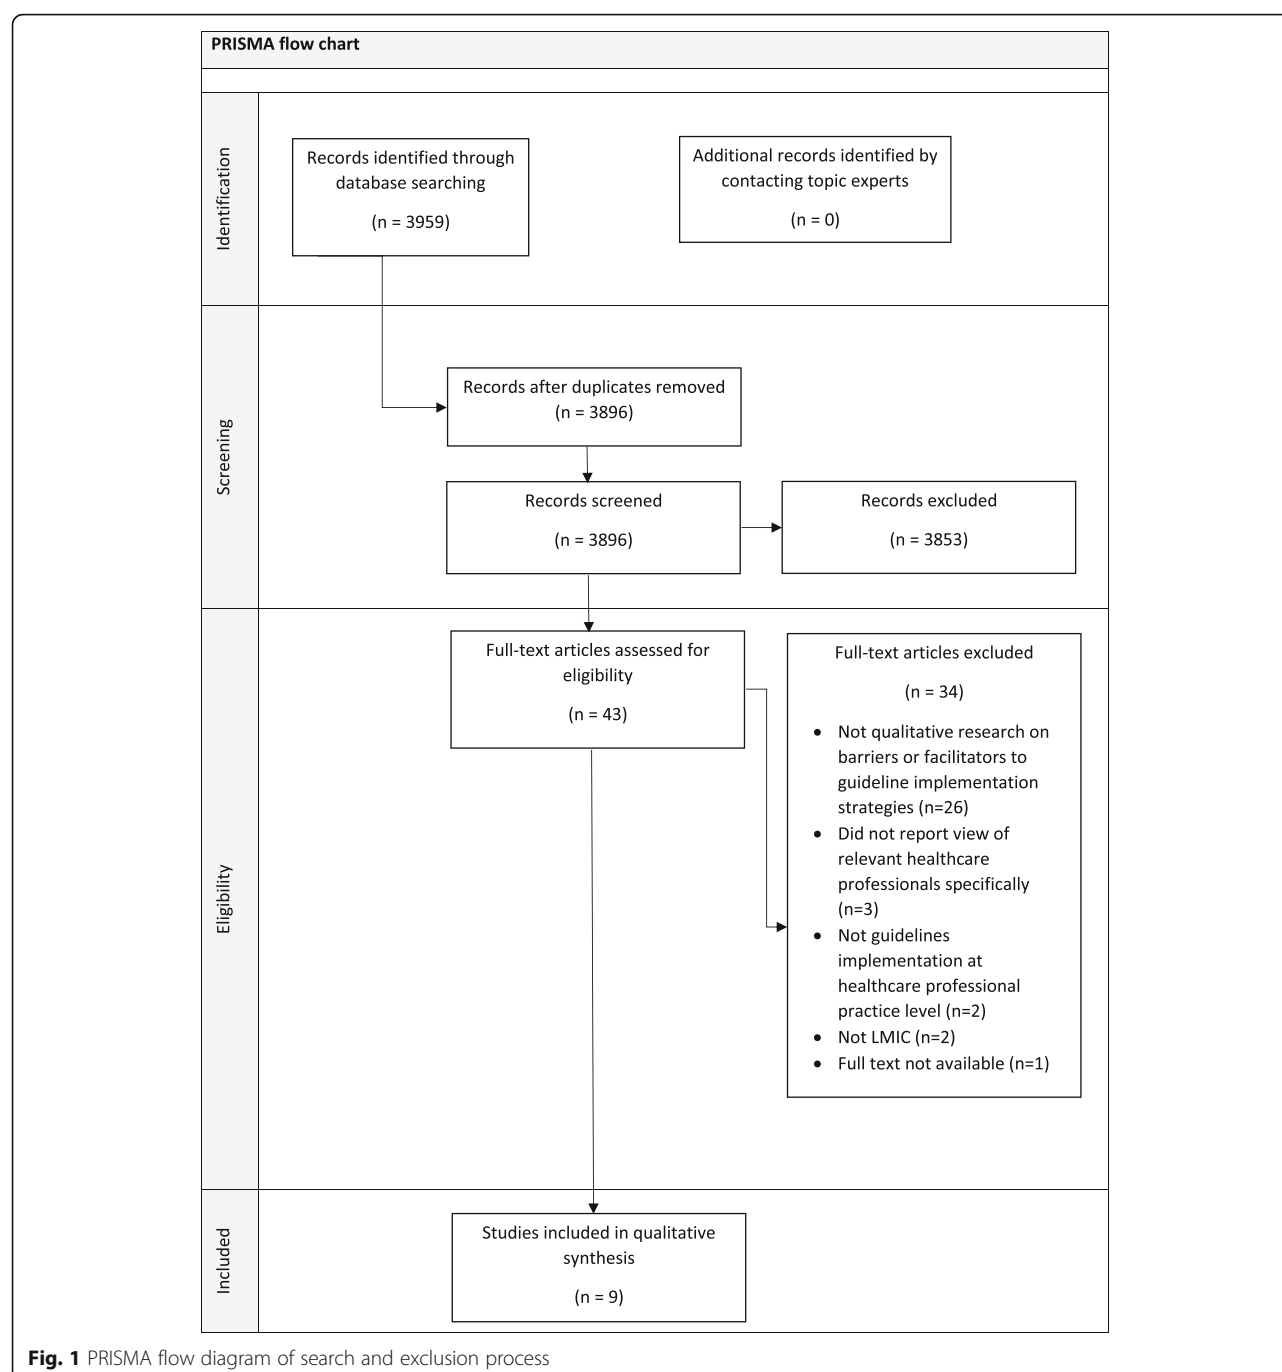 PRISMA flow chart
Identification
Records identified through
database searching
(n = 3959)
Additional records identified by
contacting topic experts
(n = 0)
Screening
Records after duplicates removed
(n = 3896)
Records screened
(n = 3896)
Records excluded
(n = 3853)
Eligibility
Full-text articles assessed for
eligibility
(n = 43)
Full-text articles excluded
(n = 34)
• Not qualitative research on
barriers or facilitators to
guideline implementation
strategies (n=26)
• Did not report view of
relevant healthcare
professionals specifically
(n=3)
• Not guidelines
implementation at
healthcare professional
practice level (n=2)
• Not LMIC (n=2)
• Full text not available (n=1)
Included
Studies included in qualitative
synthesis
(n = 9)
Fig. 1 PRISMA flow diagram of search and exclusion process